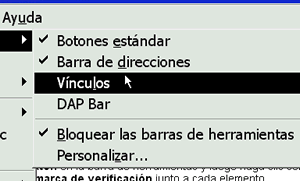 Ayuda
Botones estándar
Barra de direcciones
Vínculos
DAP Bar
c
Bloquear las barras de herramientas
Personalizar...
marca de verificación junto a cada elemento